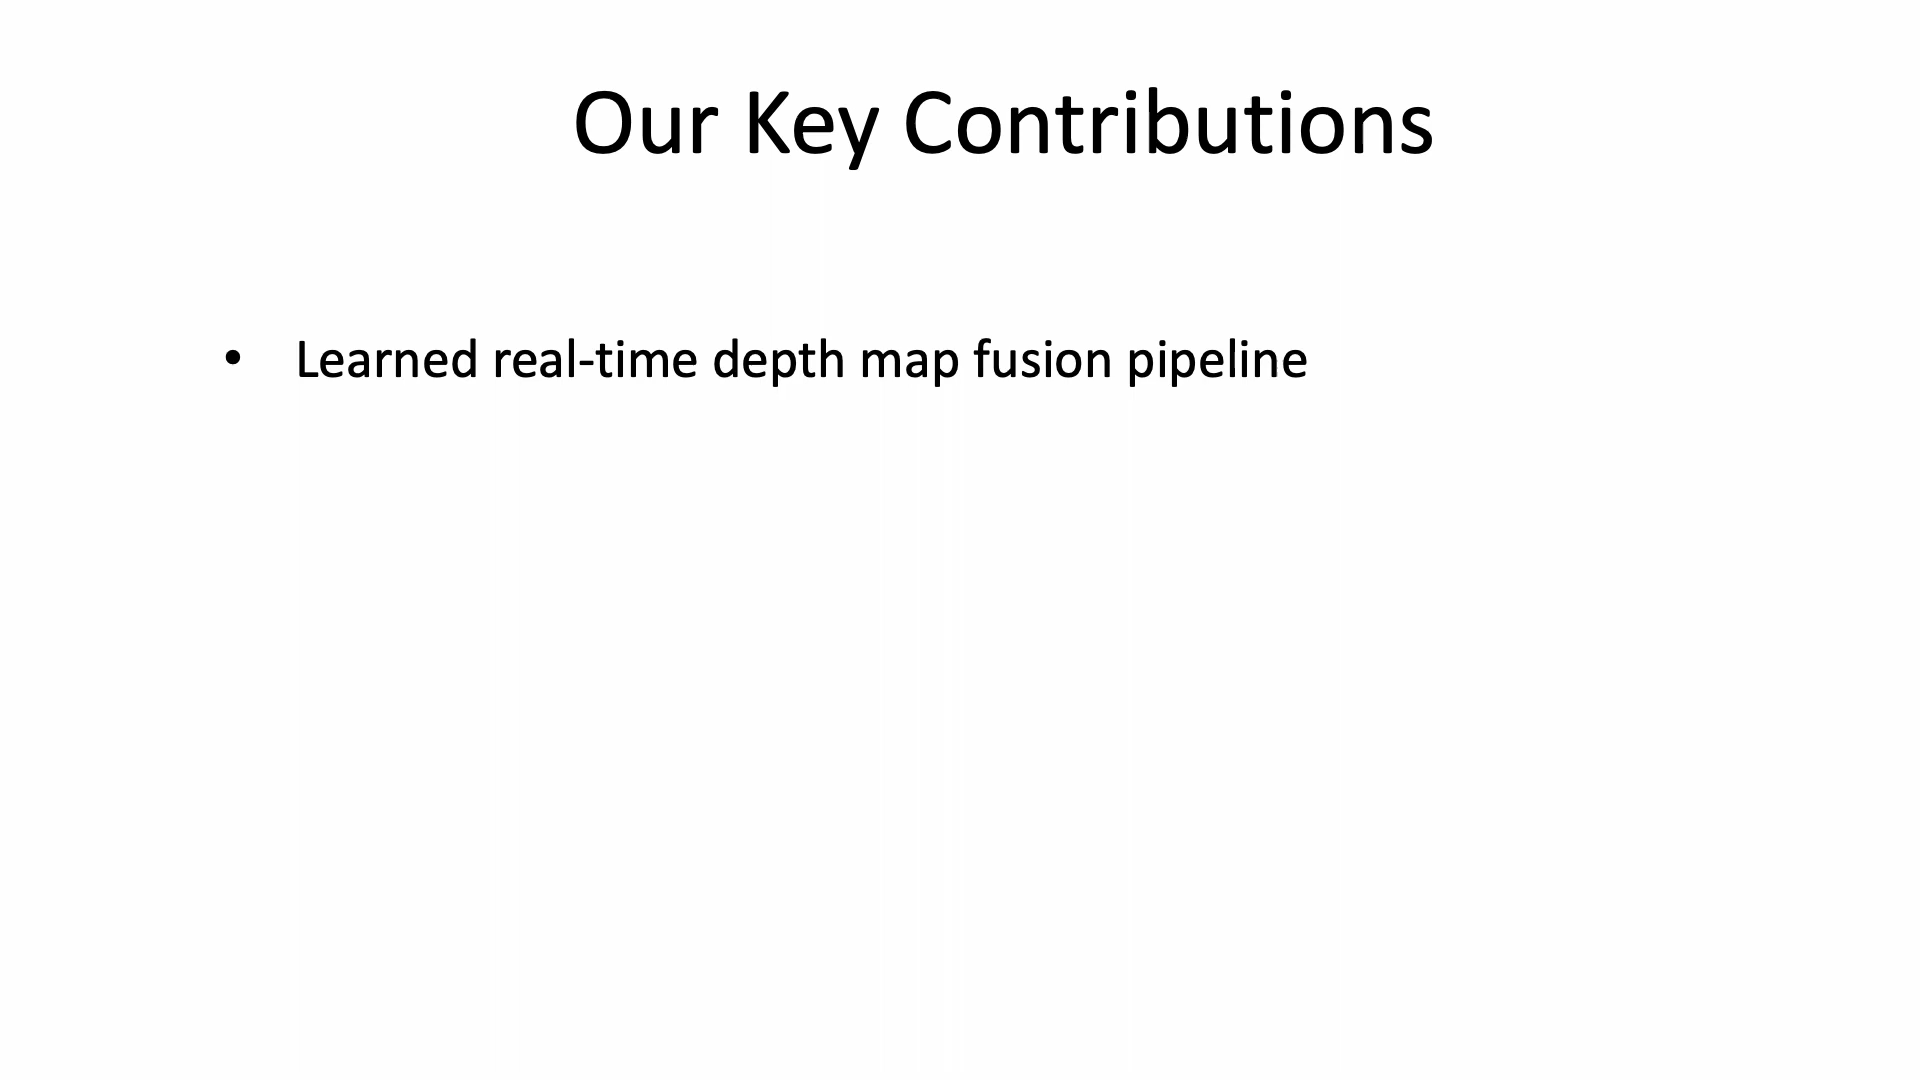 Our Key Contributions
• Learned real-time depth map fusion pipeline